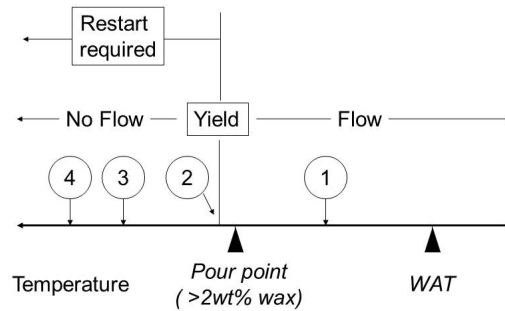 Restart
required
No Flow
Yield
Flow
4
3
2
1
Temperature
Pour point
( >2wt% wax)
WAT